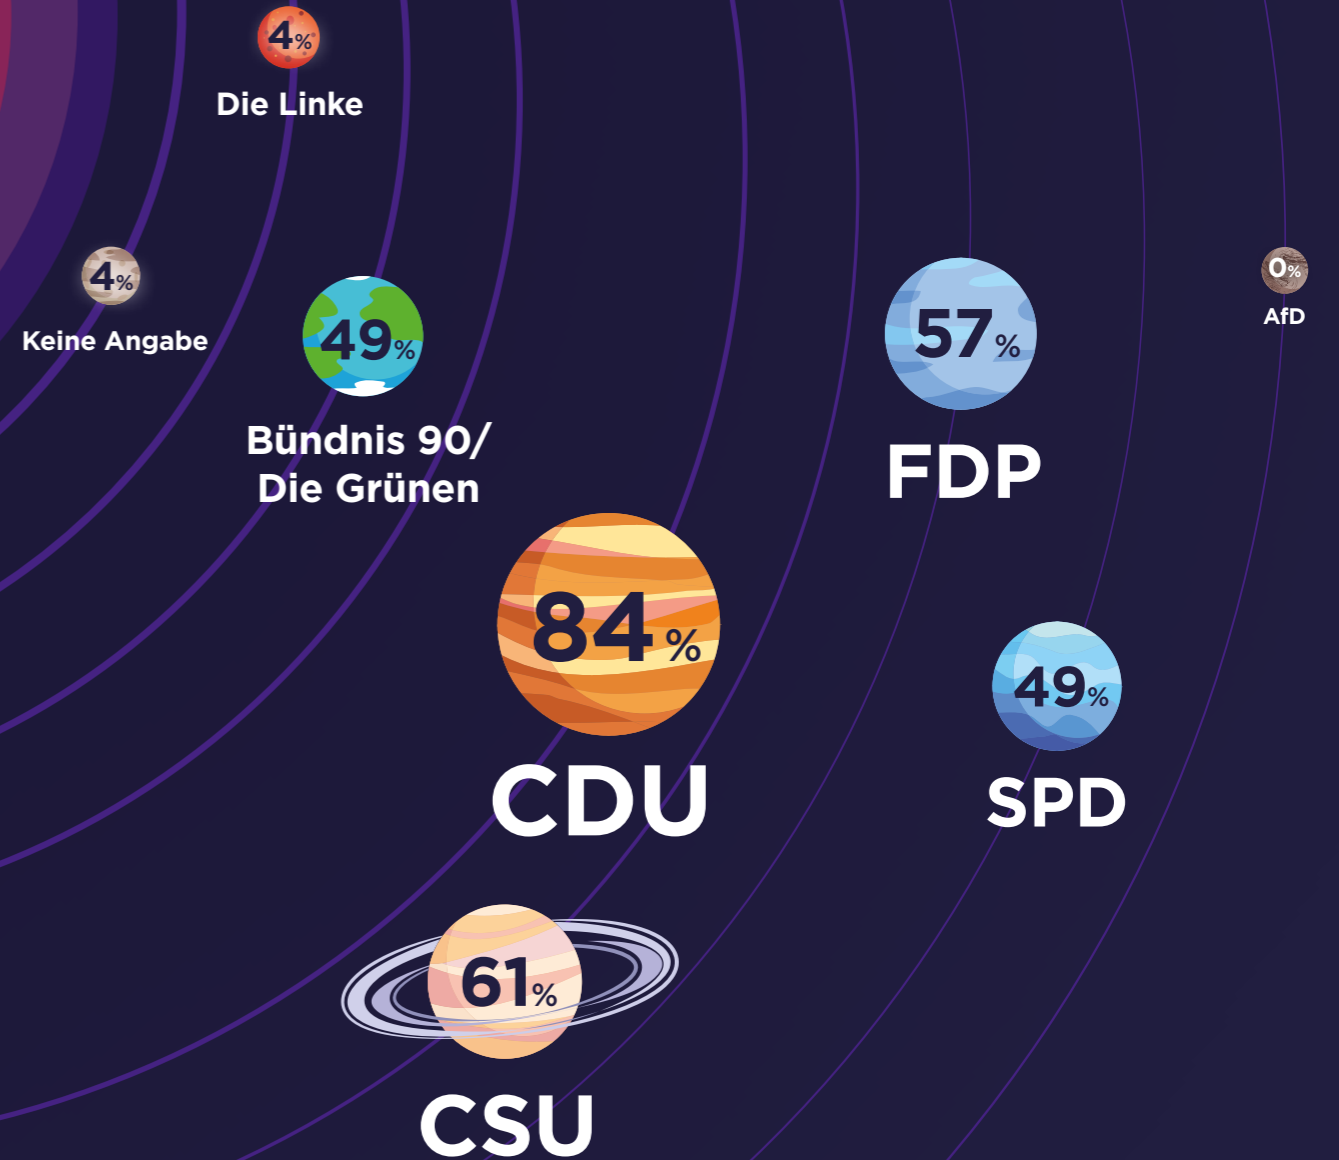 4%
Die Linke
4%
Keine Angabe
49%
Bündnis 90/
Die Grünen
57%
FDP
0%
AfD
84%
CDU
49%
SPD
61%
CSU